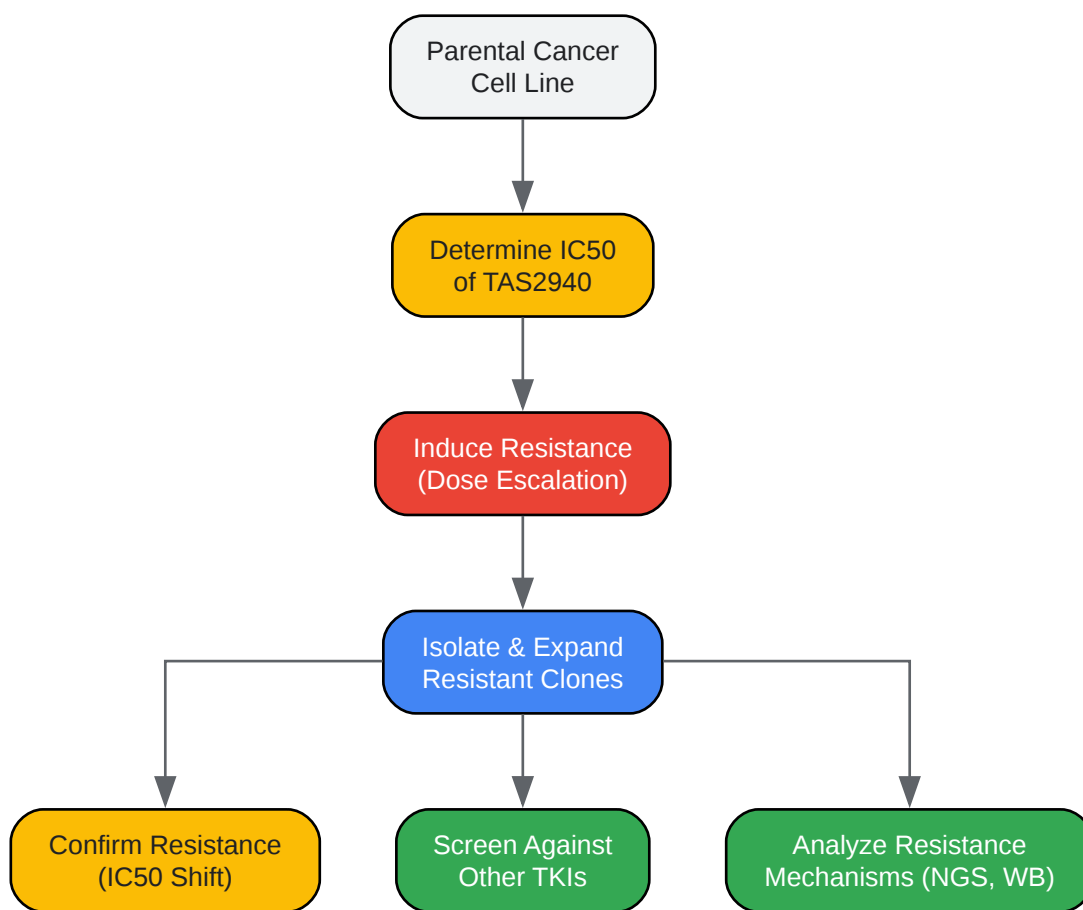 Parental Cancer
Cell Line
Determine IC50
of TAS2940
Induce Resistance
(Dose Escalation)
Isolate & Expand
Resistant Clones
Confirm Resistance
(IC50 Shift)
Screen Against
Other TKIs
Analyze Resistance
Mechanisms (NGS, WB)